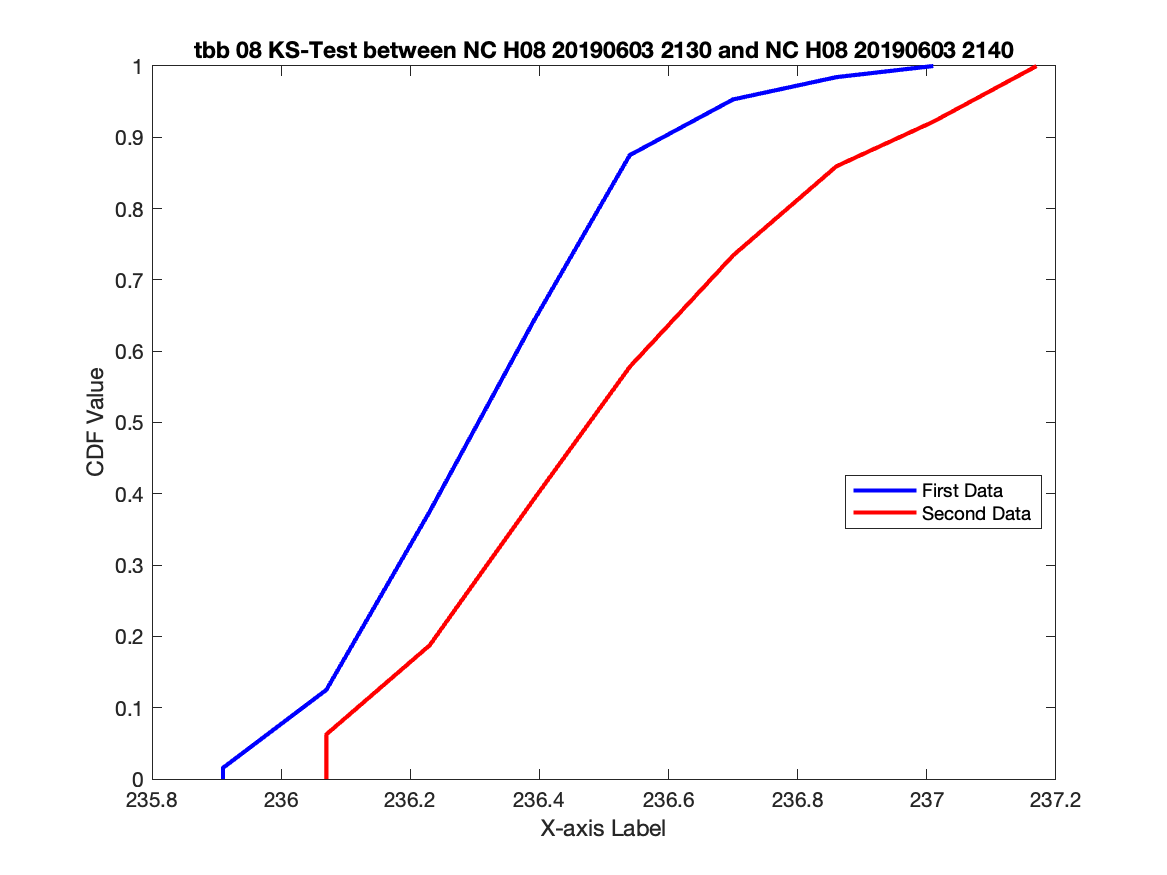 tbb 08 KS-Test between NC H08 20190603 2130 and NC H08 20190603 2140
1
0.9
0.8
0.7
0.6
0.5
0.4
0.3
0.2
0.1
0
CDF Value
First Data
Second Data
235.8 236 236.2 236.4 236.6 236.8 237 237.2
X-axis Label